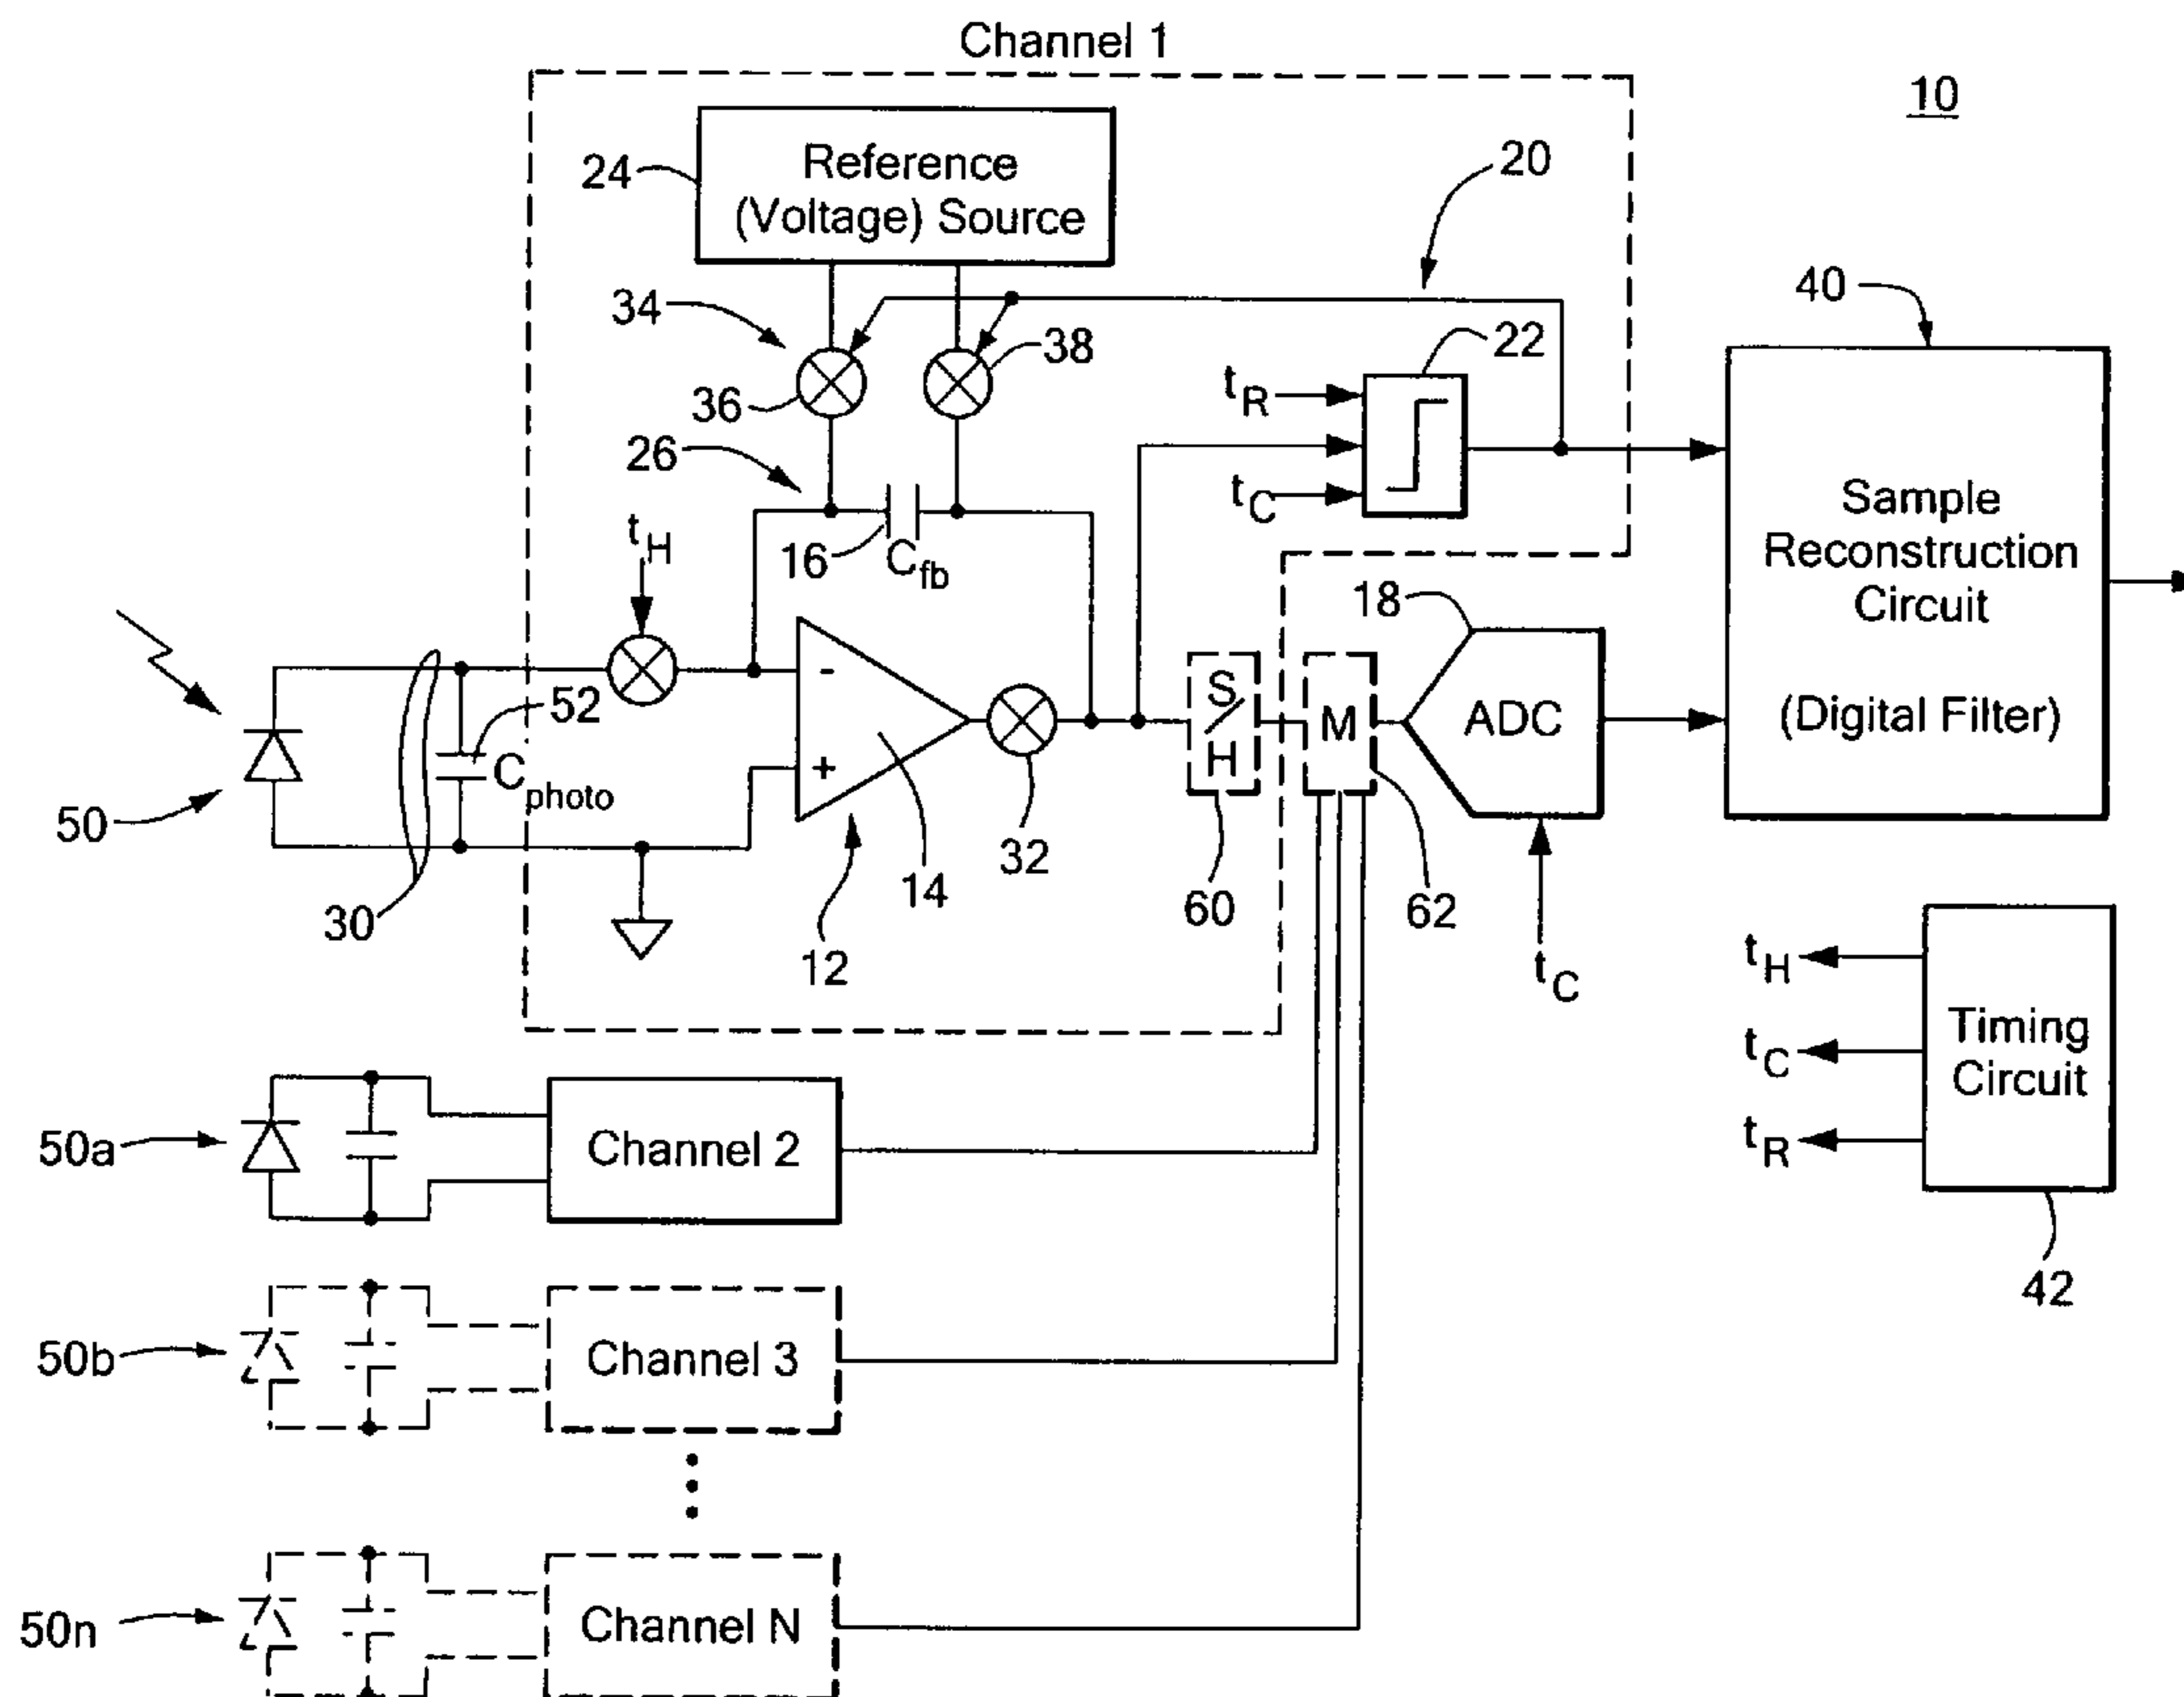 Channel 1
10
24
Reference
(Voltage) Source
20
34
40
38
22
36
tR
26
tC
tH
16
Cfb
18
Sample
Reconstruction
Circuit
(Digital Filter)
52
-
S/H
M
ADC
Cphoto
+
50
32
14
60
62
30
12
tC
tH
tC
tR
Timing
Circuit
50a
Channel 2
42
50b
Channel 3
50n
Channel N